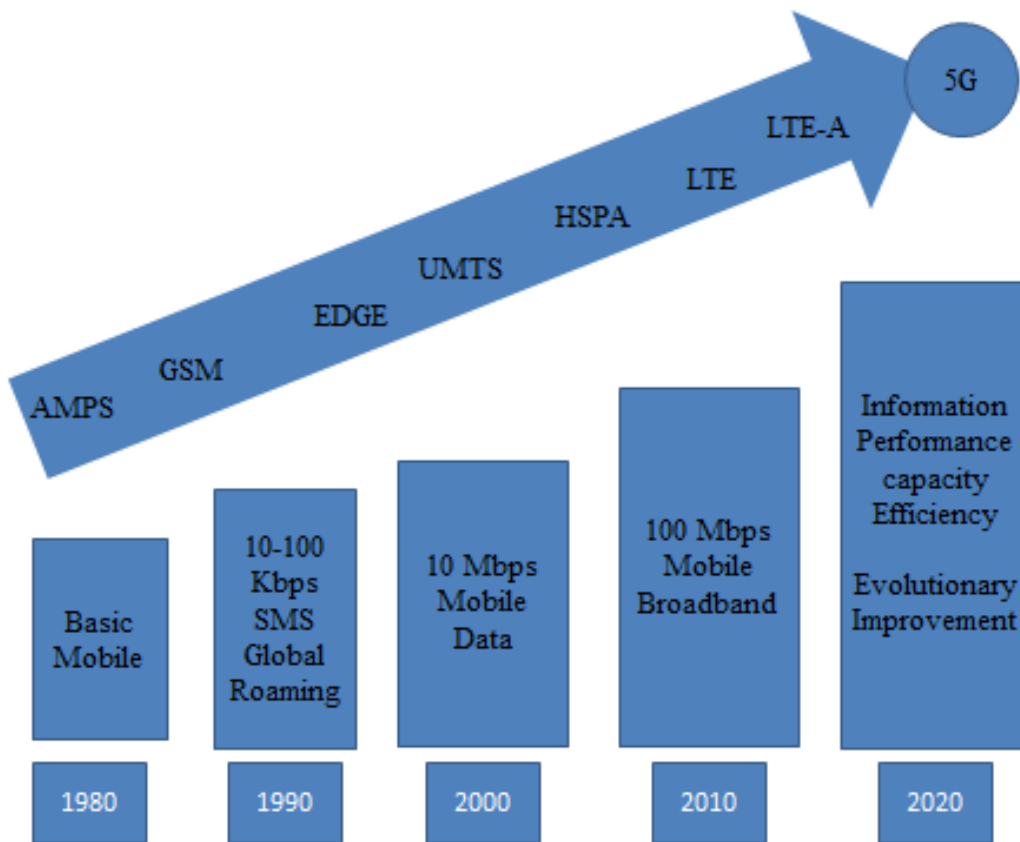 5G
LTE-A
LTE
HSPA
UMTS
EDGE
GSM
AMPS
Basic
Mobile
10-100
Kbps
SMS
Global
Roaming
10 Mbps
Mobile
Data
100 Mbps
Mobile
Broadband
Information
Performance
capacity
Efficiency
Evolutionary
Improvement
1980
1990
2000
2010
2020